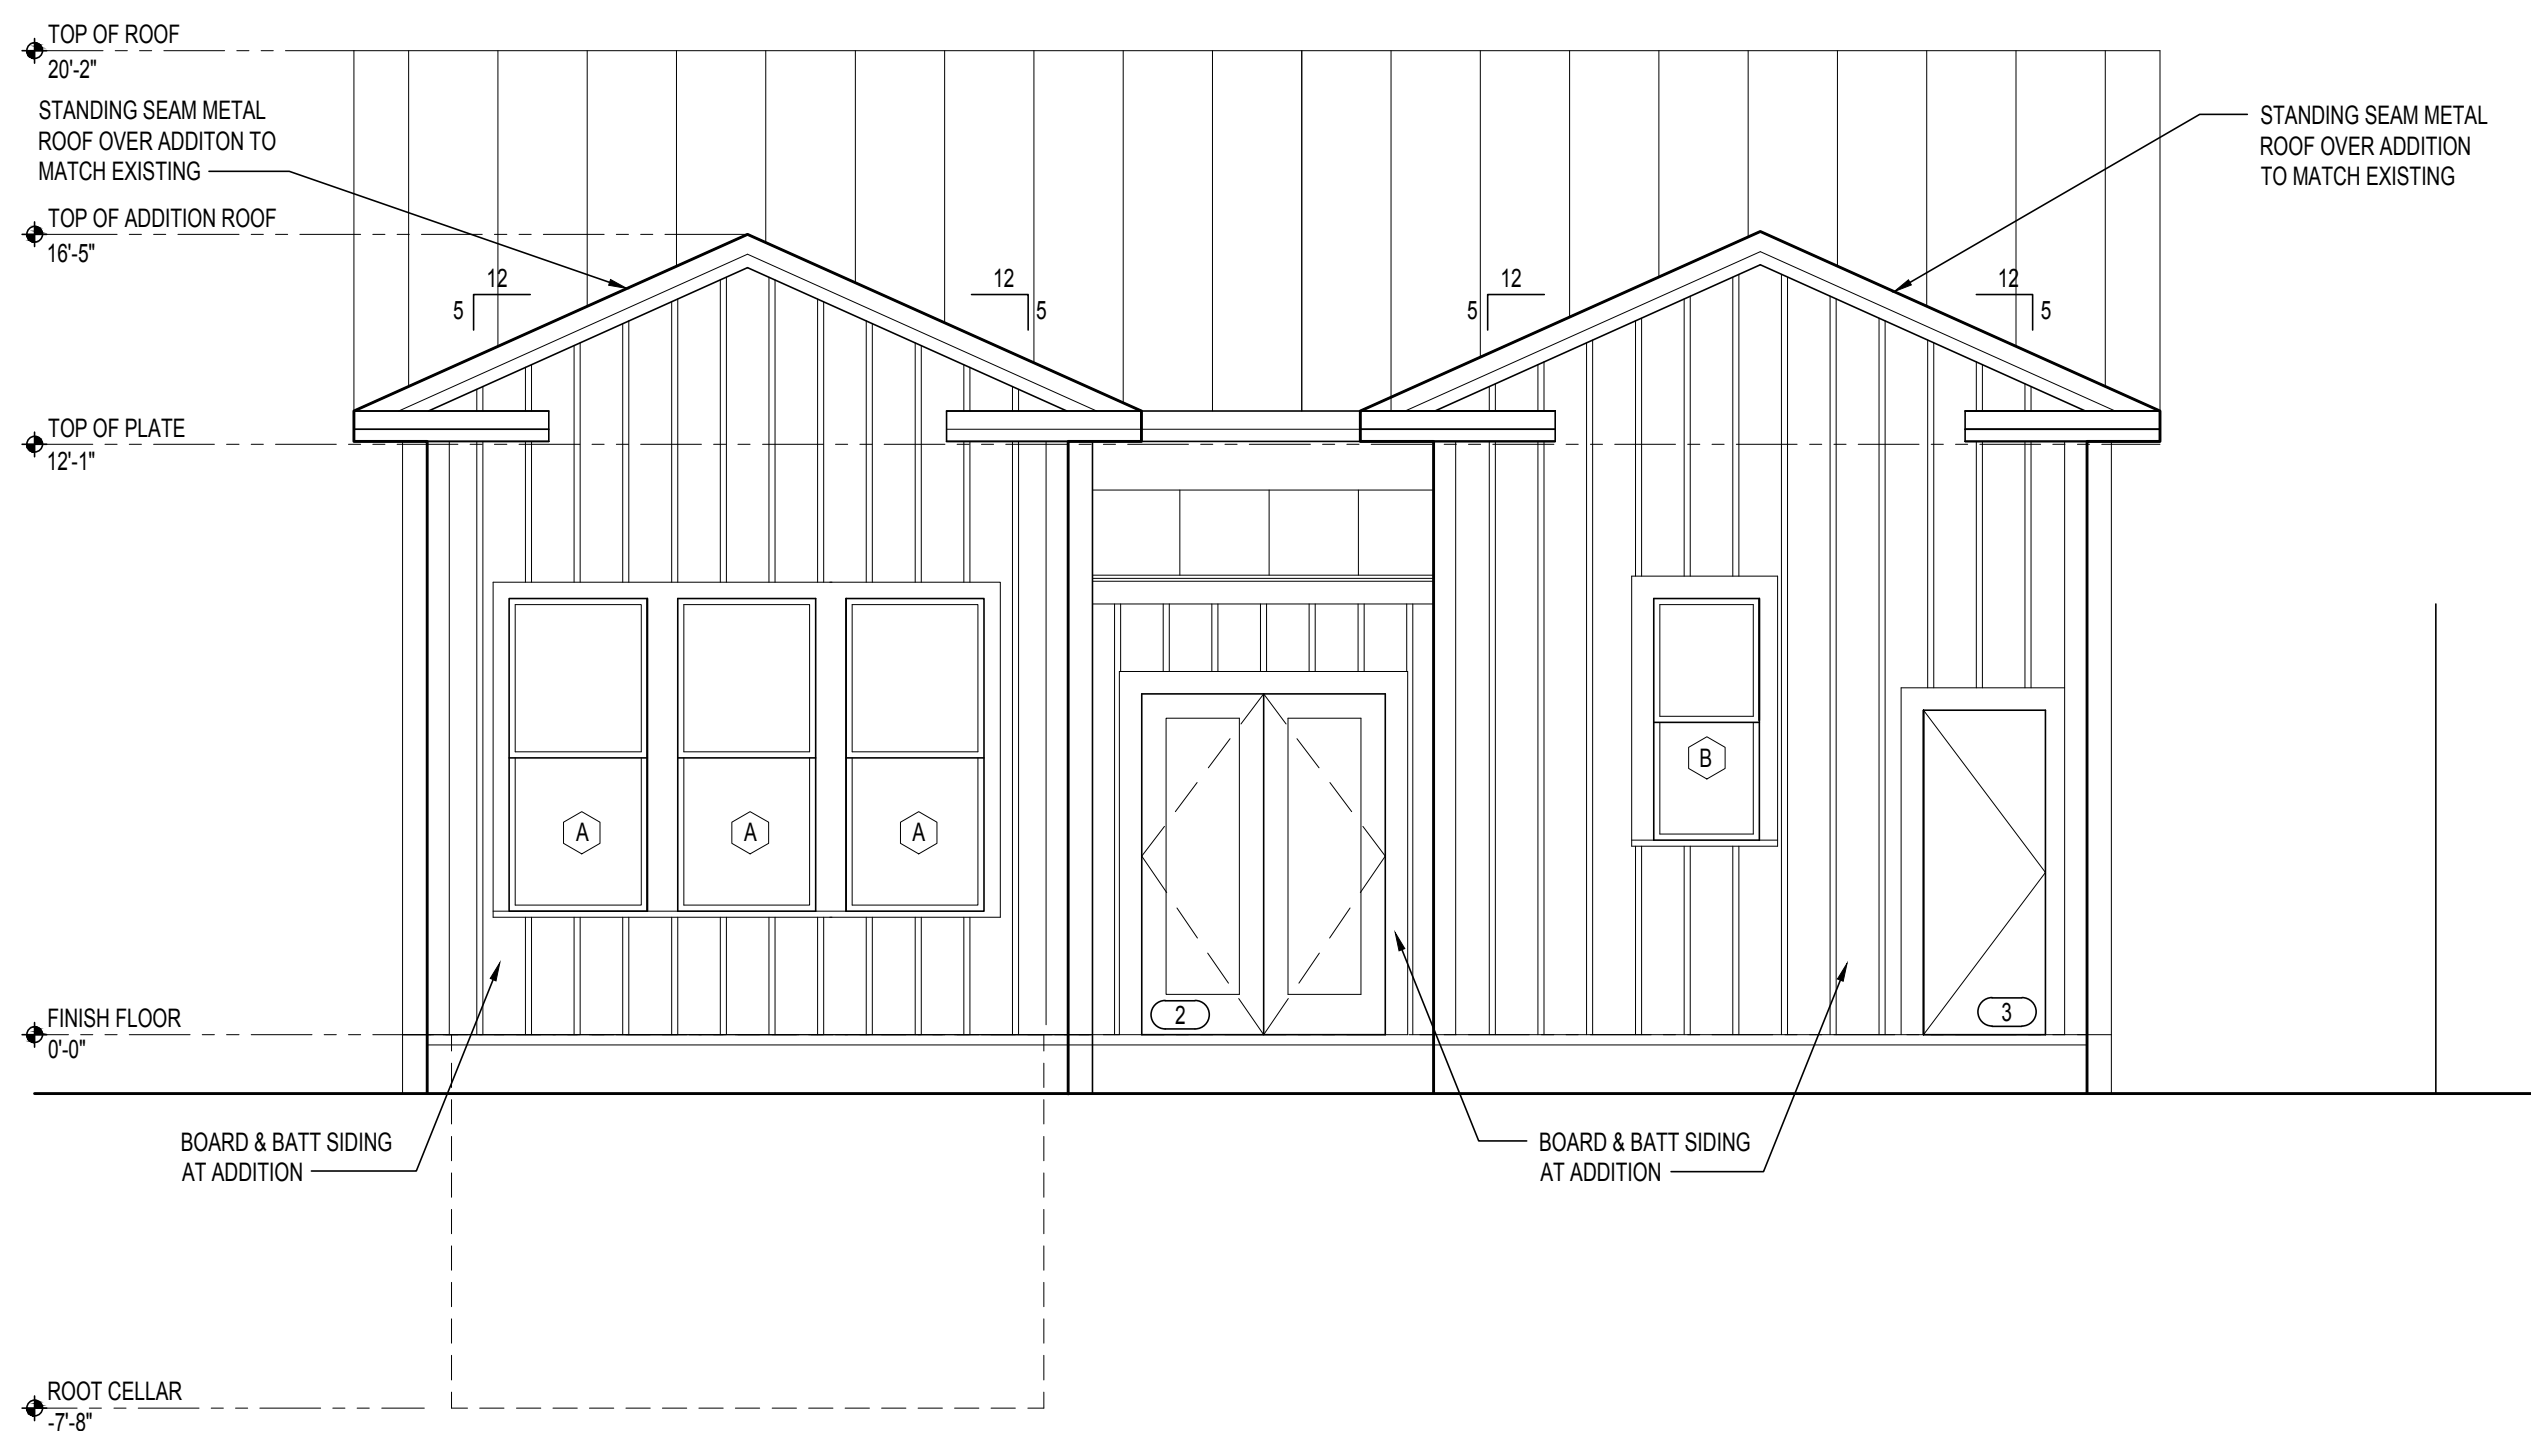 TOP OF ROOF
20'-2"
STANDING SEAM METAL
ROOF OVER ADDITON TO
MATCH EXISTING
STANDING SEAM METAL
ROOF OVER ADDITION
TO MATCH EXISTING
TOP OF ADDITION ROOF
16'-5"
12
5
12
5
12
5
12
5
TOP OF PLATE
12'-1"
A
A
A
B
2
3
FINISH FLOOR
0'-0"
BOARD & BATT SIDING
AT ADDITION
BOARD & BATT SIDING
AT ADDITION
ROOT CELLAR
-7'-8"